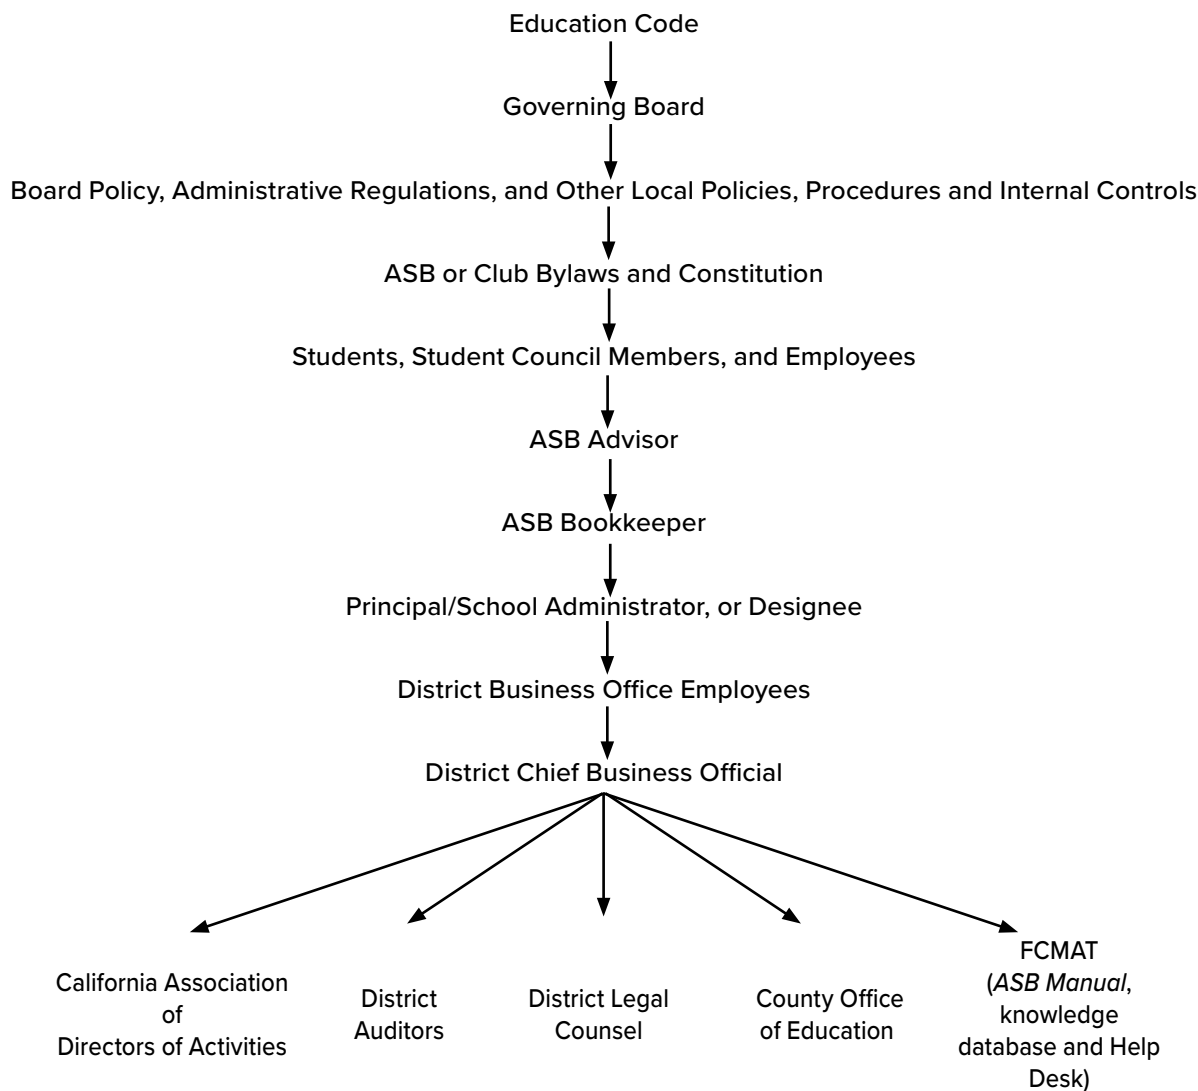 Education Code
Governing Board
Board Policy, Administrative Regulations, and Other Local Policies, Procedures and Internal Controls
ASB or Club Bylaws and Constitution
Students, Student Council Members, and Employees
ASB Advisor
ASB Bookkeeper
Principal/School Administrator, or Designee
District Business Office Employees
District Chief Business Official
California Association
of
Directors of Activities
District
Auditors
District Legal
Counsel
County Office
of Education
FCMAT
(ASB Manual,
knowledge
database and Help
Desk)